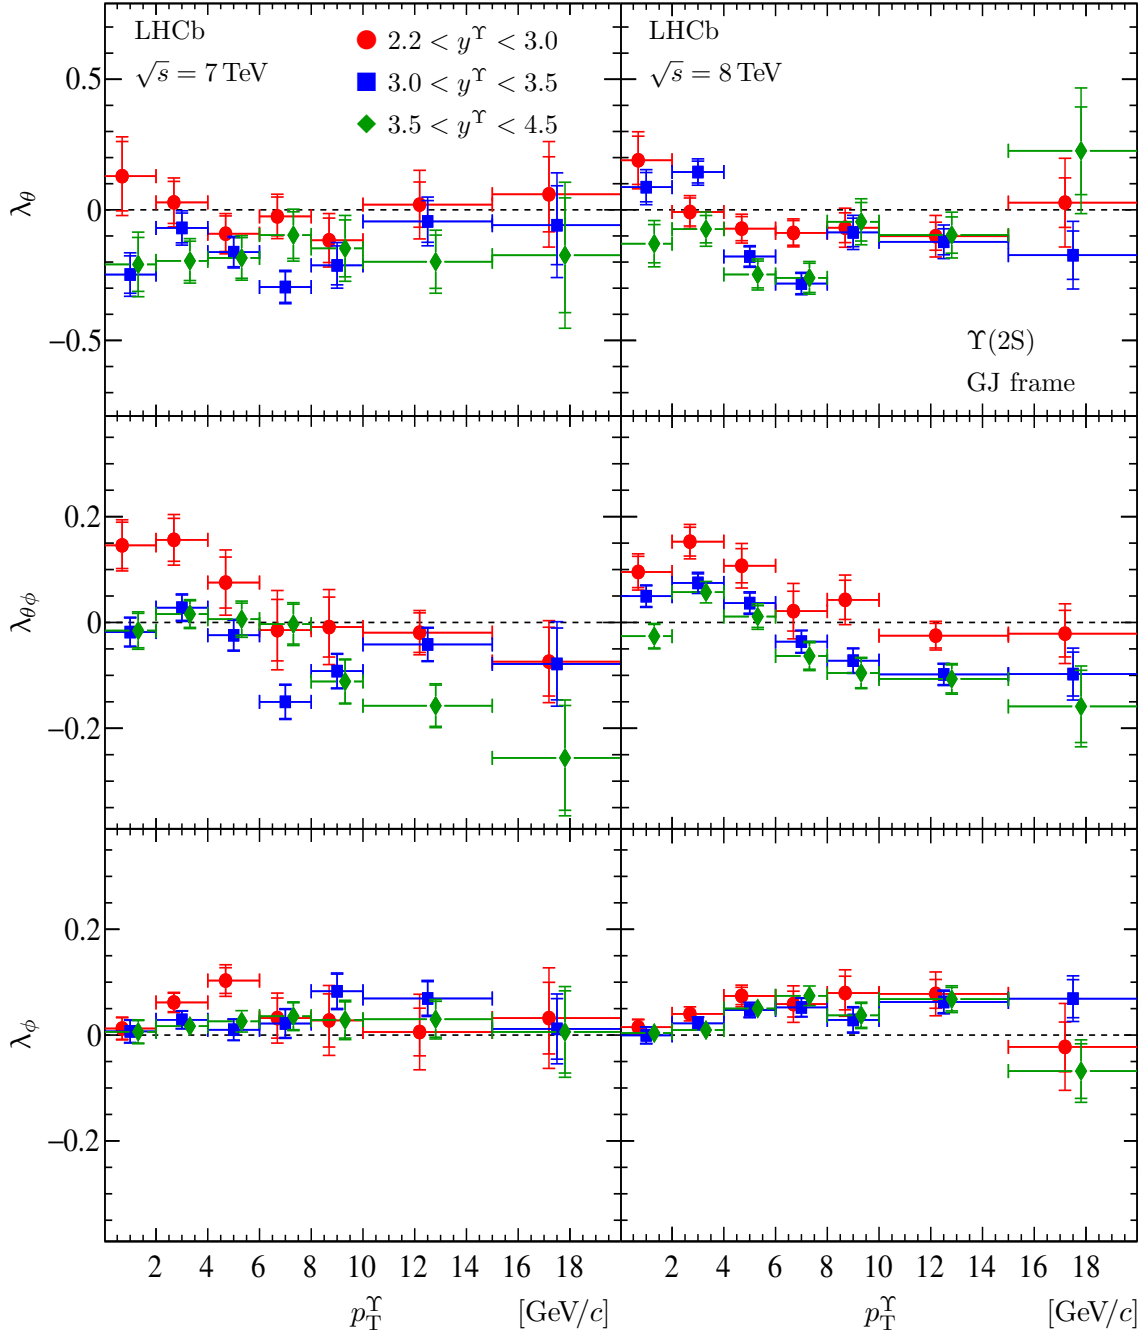 LHCb
√s = 7 TeV
2.2 < y^Υ < 3.0
3.0 < y^Υ < 3.5
3.5 < y^Υ < 4.5
LHCb
√s = 8 TeV
Υ(2S)
GJ frame
λ_θ
0.5
0
−0.5
λ_θϕ
0.2
0
−0.2
λ_ϕ
0.2
0
−0.2
2 4 6 8 10 12 14 16 18
2 4 6 8 10 12 14 16 18
p_T^Υ [GeV/c]
p_T^Υ [GeV/c]